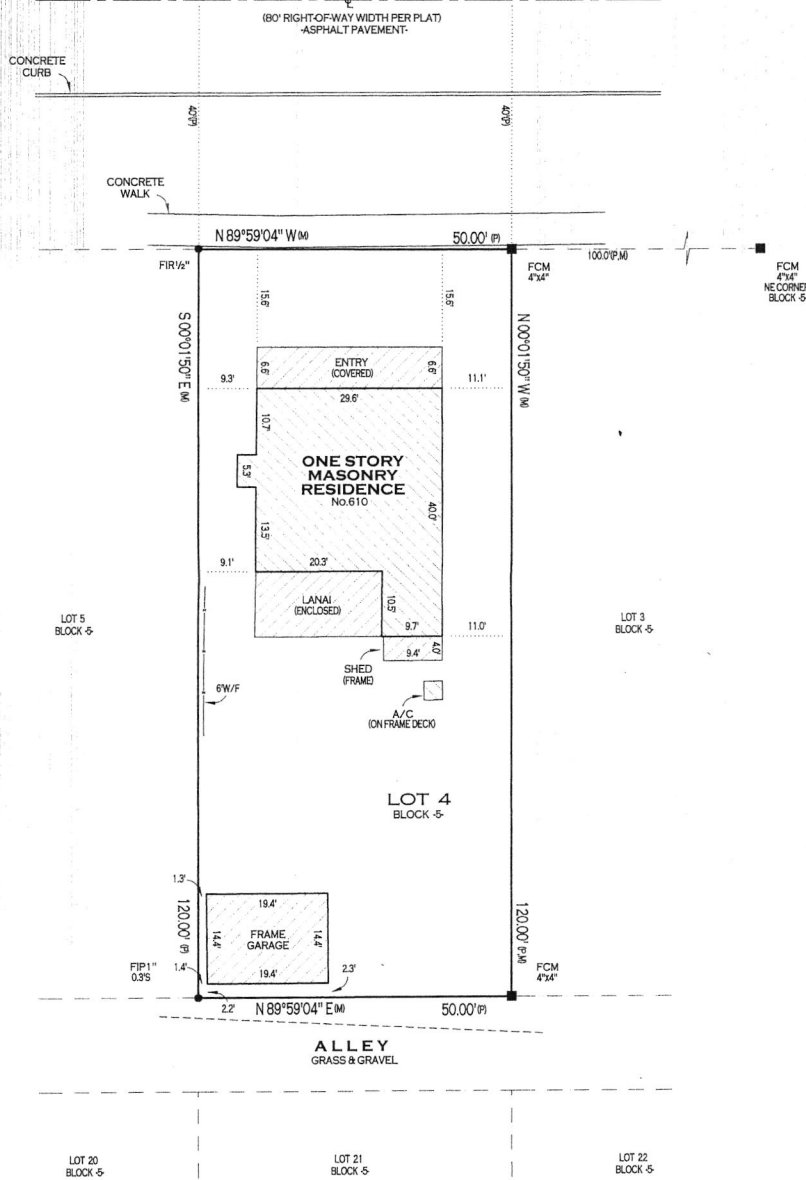 ℄
(80' RIGHT-OF-WAY WIDTH PER PLAT)
-ASPHALT PAVEMENT-
CONCRETE
CURB
40'(P)
40'(P)
CONCRETE
WALK
N 89°59'04" W (M)
50.00' (P)
100.0'(P,M)
FIR1/2"
FCM
4"x4"
FCM
4"x4"
NE CORNER
BLOCK -5-
15.6'
15.6'
S 00°01'50" E (M)
N 00°01'50" W (M)
6.6'
ENTRY
(COVERED)
6.6'
9.3'
11.1'
29.6'
10.7'
ONE STORY
MASONRY
RESIDENCE
No.610
5.3'
40.0'
13.5'
9.1'
20.3'
LANAI
(ENCLOSED)
10.5'
9.7'
11.0'
LOT 5
BLOCK -5-
LOT 3
BLOCK -5-
9.4'
4.0'
SHED
(FRAME)
6'W/F
A/C
(ON FRAME DECK)
LOT 4
BLOCK -5-
1.3'
19.4'
120.00' (P)
14.4'
FRAME
GARAGE
14.4'
120.00' (P,M)
19.4'
FIP1"
0.3'S
1.4'
2.3'
FCM
4"x4"
2.2'
N 89°59'04" E (M)
50.00' (P)
ALLEY
GRASS & GRAVEL
LOT 20
BLOCK -5-
LOT 21
BLOCK -5-
LOT 22
BLOCK -5-